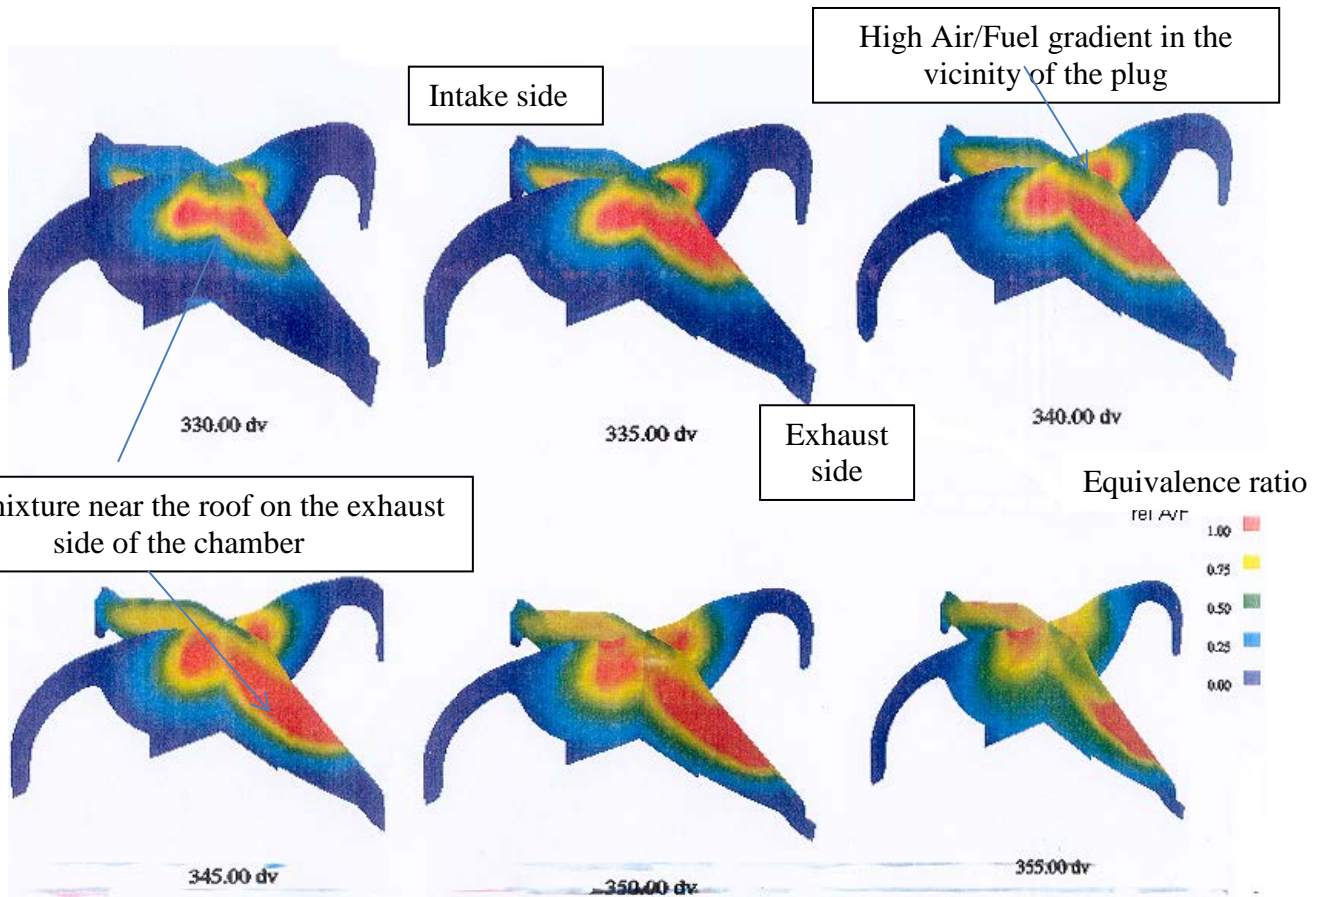 High Air/Fuel gradient in the
vicinity of the plug
Intake side
330.00 dv
335.00 dv
340.00 dv
Exhaust
side
mixture near the roof on the exhaust
side of the chamber
Equivalence ratio
rel A/F
1.00
0.75
0.50
0.25
0.00
345.00 dv
350.00 dv
355.00 dv